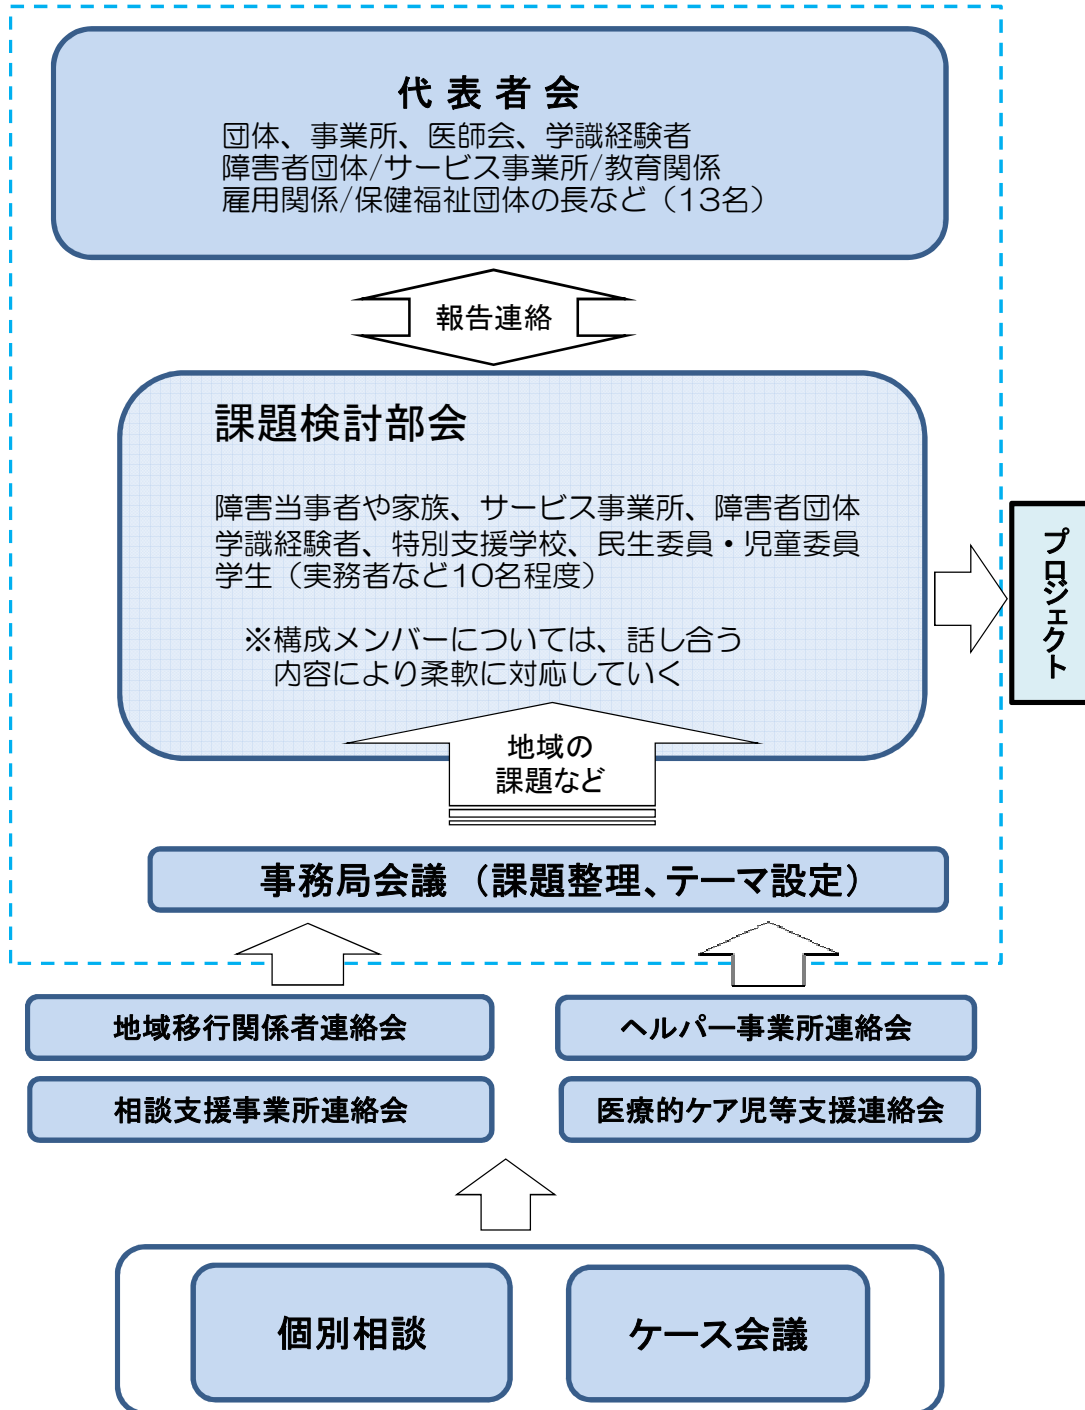 代表者会
団体、事業所、医師会、学識経験者
障害者団体/サービス事業所/教育関係
雇用関係/保健福祉団体の長など（13名）
報告連絡
課題検討部会
障害当事者や家族、サービス事業所、障害者団体
学識経験者、特別支援学校、民生委員・児童委員
学生（実務者など10名程度）
※構成メンバーについては、話し合う
内容により柔軟に対応していく
プロジェクト
地域の
課題など
事務局会議（課題整理、テーマ設定）
地域移行関係者連絡会
ヘルパー事業所連絡会
相談支援事業所連絡会
医療的ケア児等支援連絡会
個別相談
ケース会議